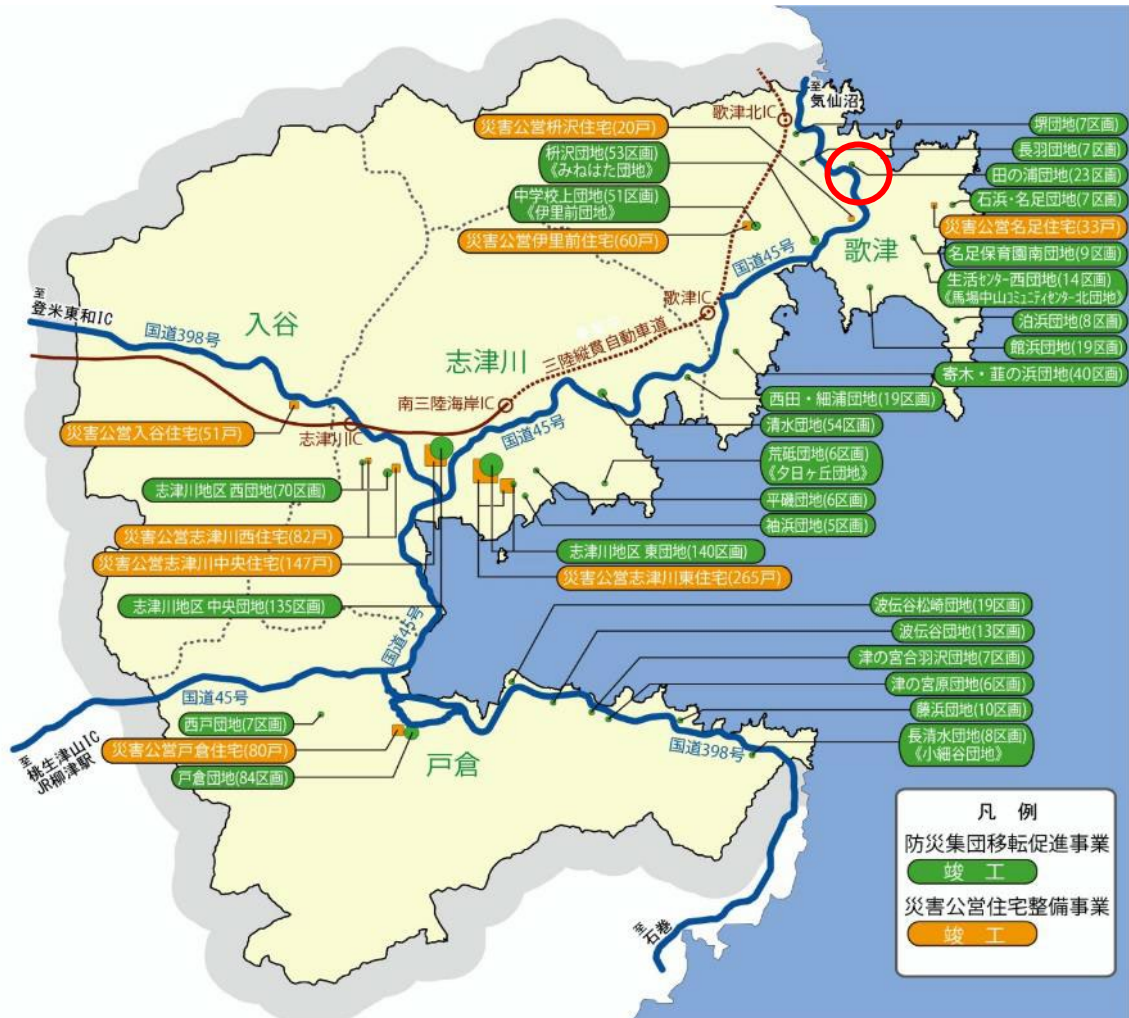 至
気仙沼
歌津北IC
災害公営枡沢住宅(20戸)
枡沢団地(53区画)
《みねはた団地》
中学校上団地(51区画)
《伊里前団地》
災害公営伊里前住宅(60戸)
堺団地(7区画)
長羽団地(7区画)
田の浦団地(23区画)
石浜・名足団地(7区画)
災害公営名足住宅(33戸)
名足保育園南団地(9区画)
生活センター西団地(14区画)
《馬場中山コミュニティセンター北団地》
泊浜団地(8区画)
館浜団地(19区画)
寄木・韮の浜団地(40区画)
歌津
国道45号
歌津IC
三陸縦貫自動車道
至
登米東和IC
国道398号
入谷
志津川
南三陸海岸IC
志津川IC
国道45号
西田・細浦団地(19区画)
清水団地(54区画)
荒砥団地(6区画)
《夕日ヶ丘団地》
平磯団地(6区画)
袖浜団地(5区画)
災害公営入谷住宅(51戸)
志津川地区 西団地(70区画)
災害公営志津川西住宅(82戸)
災害公営志津川中央住宅(147戸)
志津川地区 中央団地(135区画)
志津川地区 東団地(140区画)
災害公営志津川東住宅(265戸)
国道45号
波伝谷松崎団地(19区画)
波伝谷団地(13区画)
津の宮合羽沢団地(7区画)
津の宮原団地(6区画)
藤浜団地(10区画)
長清水団地(8区画)
《小細谷団地》
国道45号
至
桃生津山IC
JR柳津駅
西戸団地(7区画)
災害公営戸倉住宅(80戸)
戸倉団地(84区画)
戸倉
国道398号
至
石巻
凡 例
防災集団移転促進事業
竣 工
災害公営住宅整備事業
竣 工